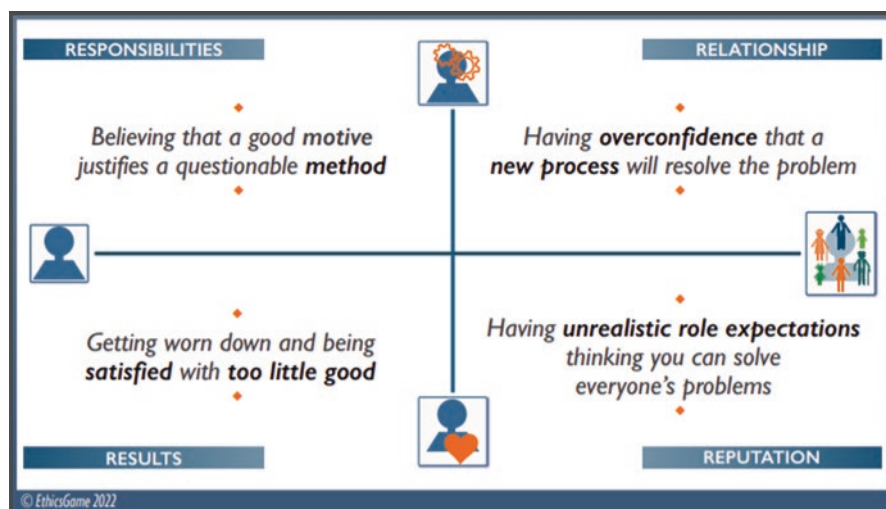 RESPONSIBILITIES
Believing that a good motive
justifies a questionable method
RELATIONSHIP
Having overconfidence that a
new process will resolve the problem
Getting worn down and being
satisfied with too little good
RESULTS
Having unrealistic role expectations
thinking you can solve
everyone's problems
REPUTATION
© EthicsGame 2022